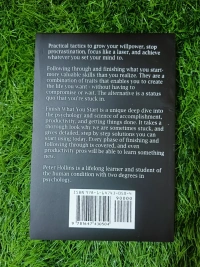 Practical tactics to grow your willpower, stop
procrastination, focus like a laser, and achieve
whatever you set your mind to.
Following through and finishing what you start-
more valuable skills than you realize. They are a
combination of traits that enables you to create
the life you want - without having to
compromise or wait. The alternative is a status
quo that you're stuck in.
Finish What You Start is a unique deep dive into
the psychology and science of accomplishment,
productivity, and getting things done. It takes a
thorough look why we are sometimes stuck, and
gives detailed, step by step solutions you can
start using today. Every phase of finishing and
following through is covered, and even
productivity pros will be able to learn something
new.
Peter Hollins is a lifelong learner and student of
the human condition with two degrees in
psychology.
90000